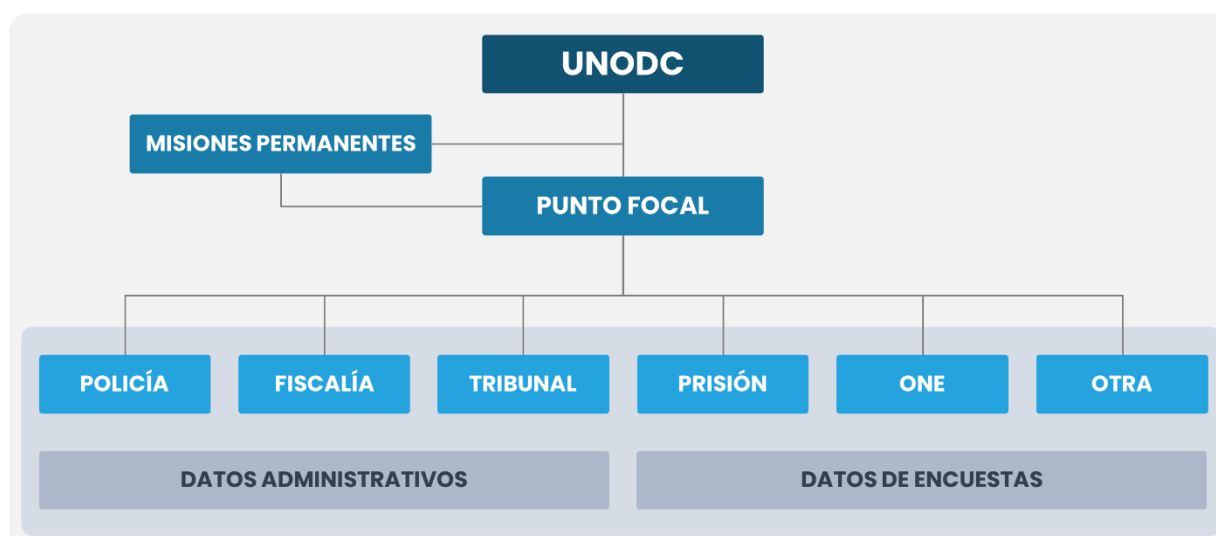 UNODC
MISIONES PERMANENTES
PUNTO FOCAL
POLICÍA
FISCALÍA
TRIBUNAL
PRISIÓN
ONE
OTRA
DATOS ADMINISTRATIVOS
DATOS DE ENCUESTAS